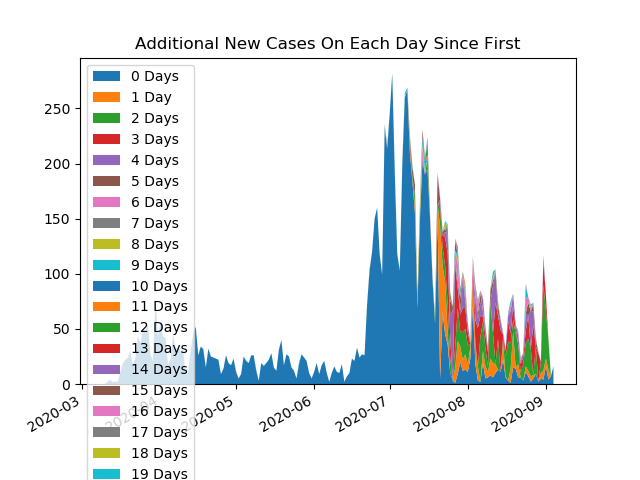 Additional New Cases On Each Day Since First
250
200
150
100
50
0
0 Days
1 Day
2 Days
3 Days
4 Days
5 Days
6 Days
7 Days
8 Days
9 Days
10 Days
11 Days
12 Days
13 Days
14 Days
15 Days
16 Days
17 Days
18 Days
19 Days
2020-03
2020-04
2020-05
2020-06
2020-07
2020-08
2020-09